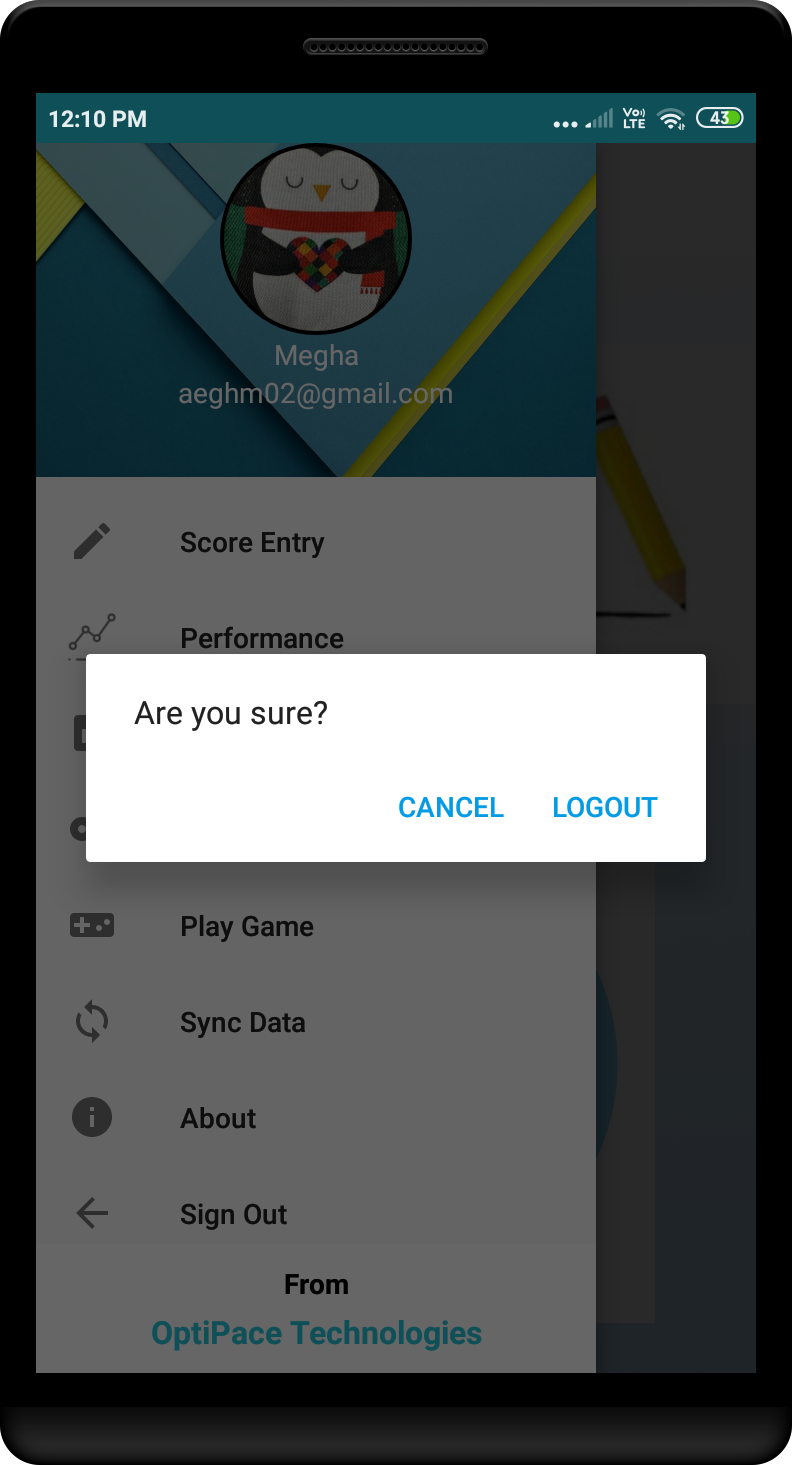 12:10 PM
Vo)) LTE
43
Megha
aeghm02@gmail.com
Score Entry
Performance
Are you sure?
CANCEL LOGOUT
Play Game
Sync Data
About
Sign Out
From
OptiPace Technologies